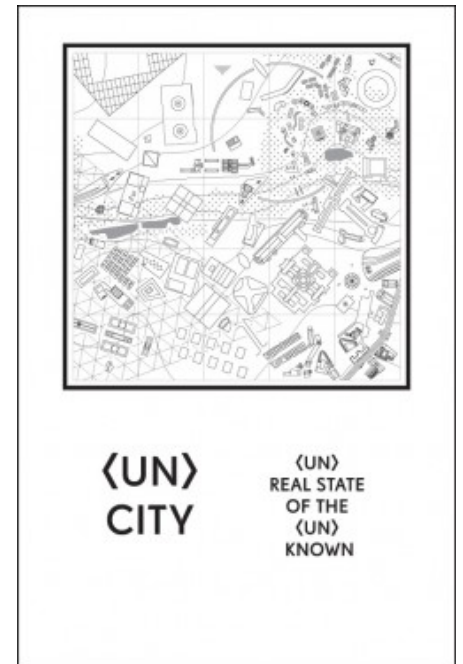 ⟨UN⟩
CITY
⟨UN⟩
REAL STATE
OF THE
⟨UN⟩
KNOWN